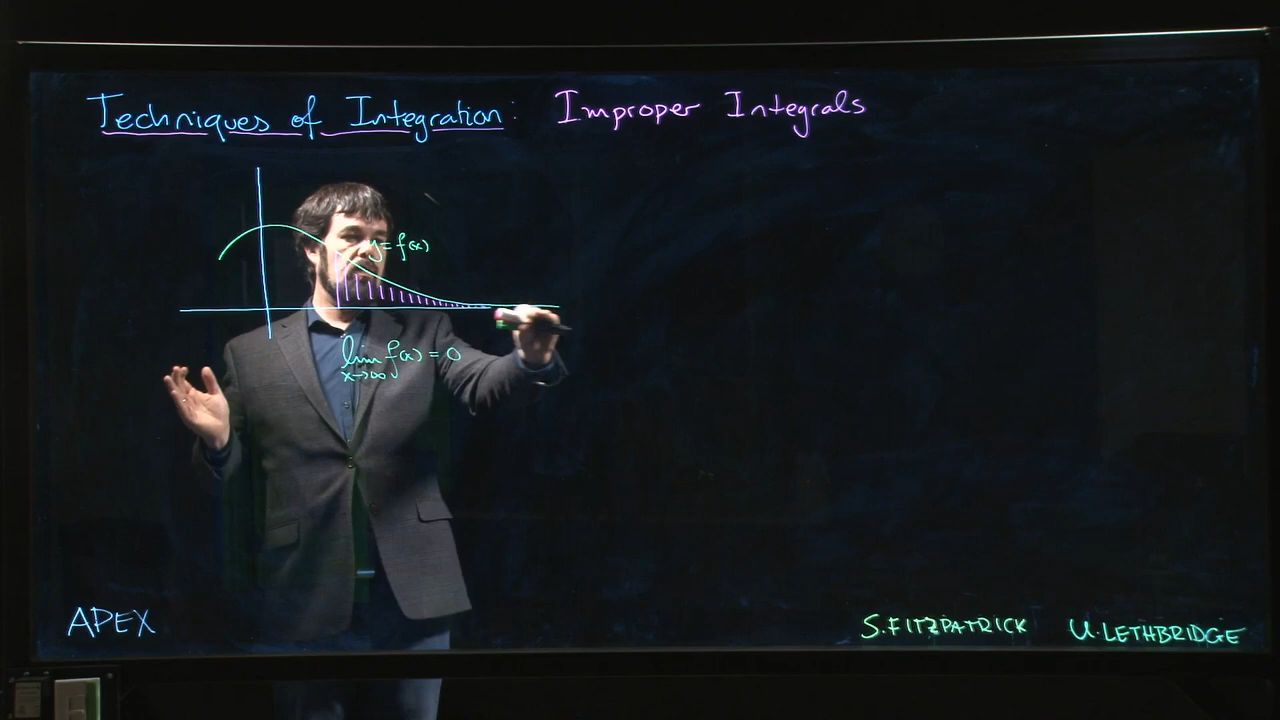 Techniques of Integration: Improper Integrals
y = f(x)
lim f(x) = 0
x→∞
APEX
S. FITZPATRICK U. LETHBRIDGE